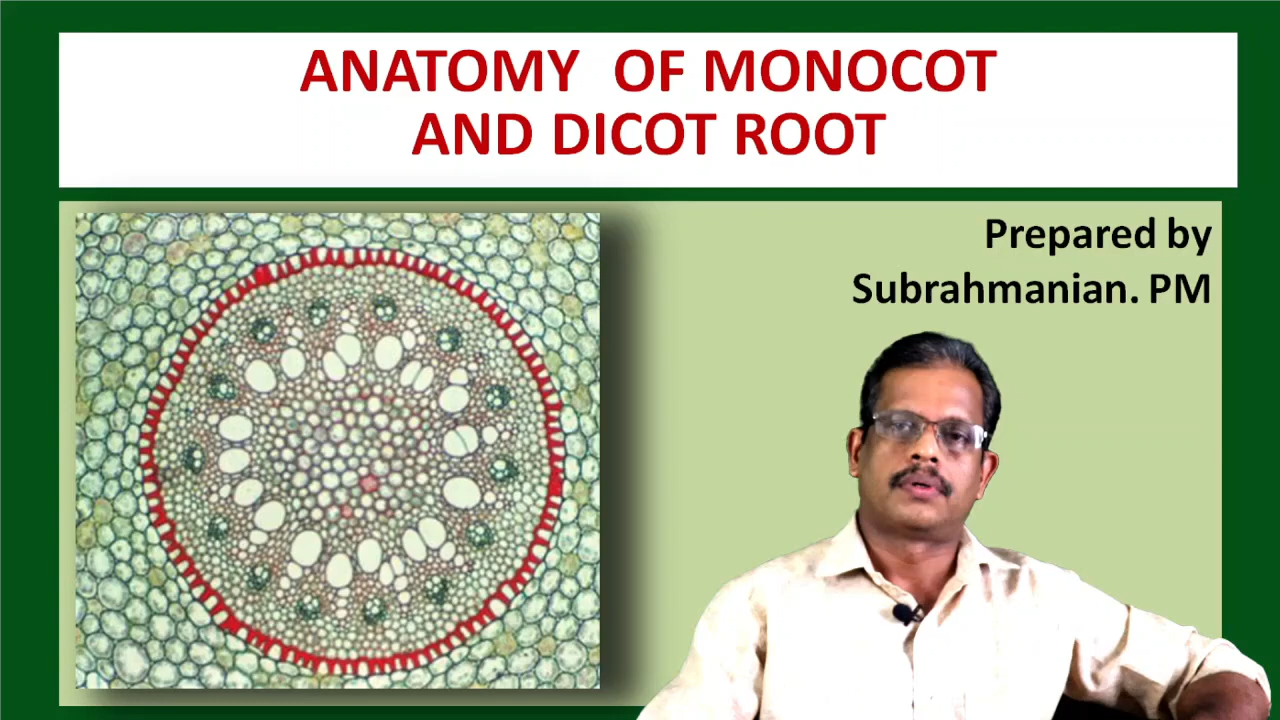 ANATOMY OF MONOCOT
AND DICOT ROOT
Prepared by
Subrahmanian. PM